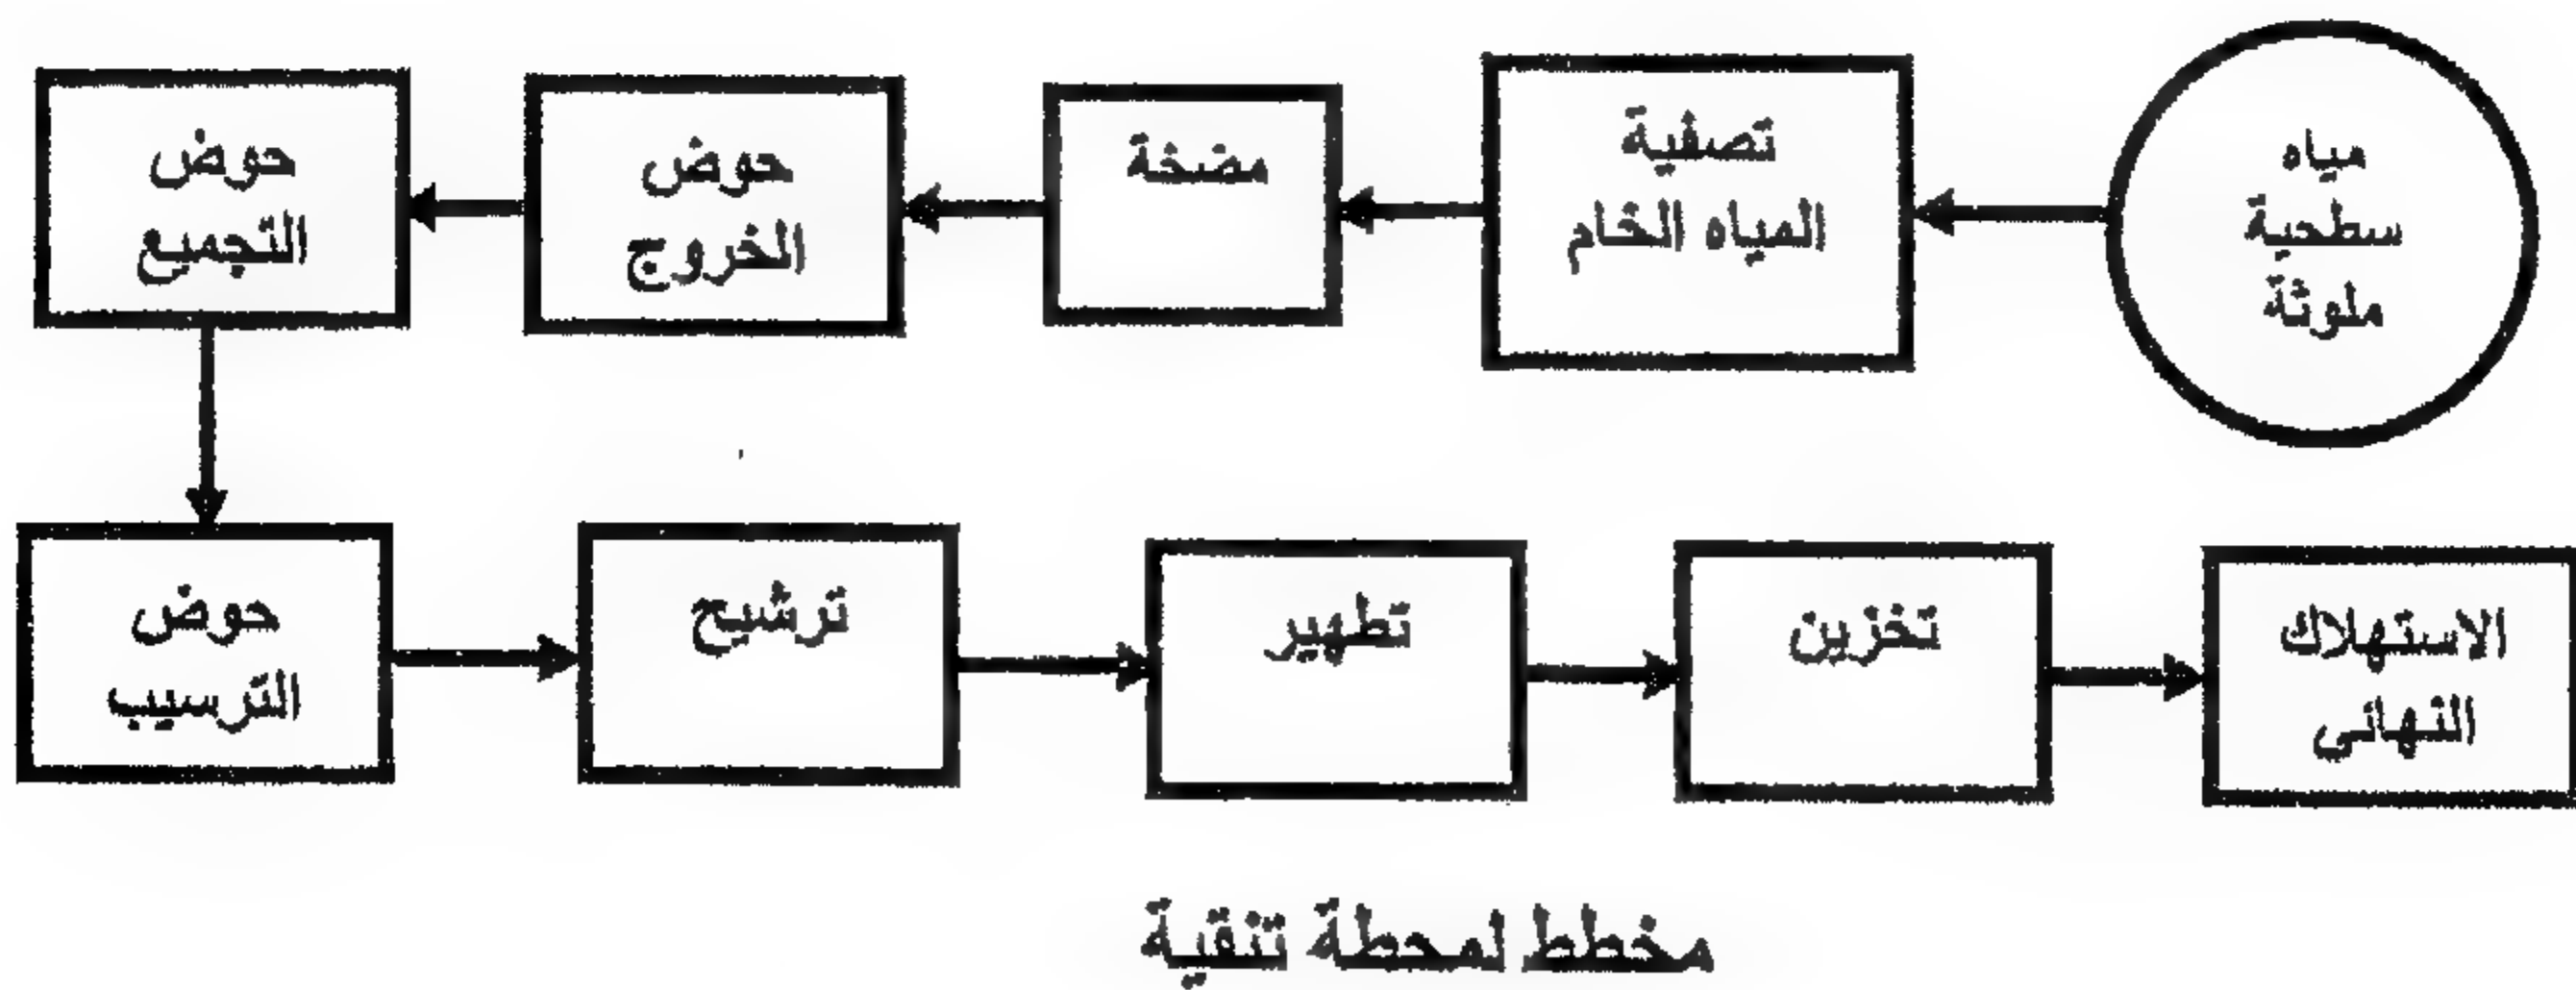 مياه
سطحية
ملوثة
تصفية
المياه الخام
مضخة
حوض
الخروج
حوض
التجميع
حوض
الترسيب
ترشيح
تطهير
تخزين
الاستهلاك
النهائي
مخطط لمحطة تنقية